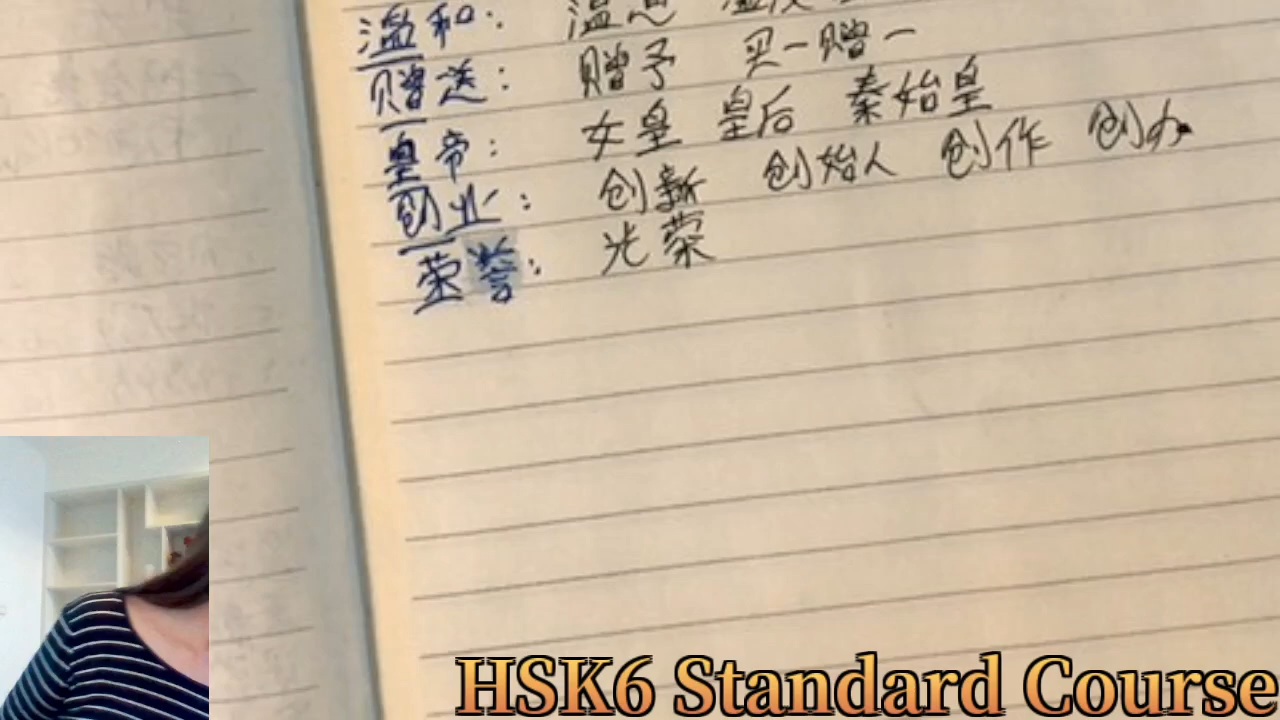 温和:
赠送: 赠予 买一赠一
皇帝: 女皇 皇后 秦始皇
创业: 创新 创始人 创作 创办
荣誉: 光荣
HSK6 Standard Course